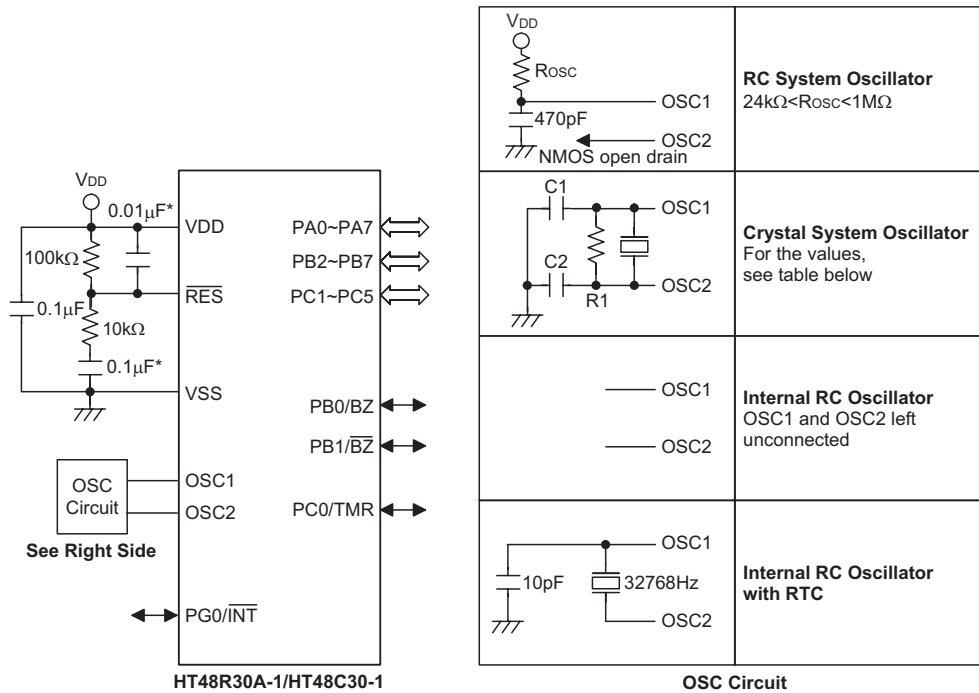 VDD
0.01μF*
100kΩ
0.1μF
10kΩ
0.1μF*
VDD
RES
VSS
OSC1
OSC2
OSC
Circuit
See Right Side
PG0/INT
PA0~PA7
PB2~PB7
PC1~PC5
PB0/BZ
PB1/BZ
PC0/TMR
HT48R30A-1/HT48C30-1
VDD
ROSC
OSC1
470pF
OSC2
NMOS open drain
RC System Oscillator
24kΩ<ROSC<1MΩ
C1
OSC1
C2
OSC2
R1
Crystal System Oscillator
For the values,
see table below
OSC1
OSC2
Internal RC Oscillator
OSC1 and OSC2 left
unconnected
OSC1
10pF
32768Hz
OSC2
Internal RC Oscillator
with RTC
OSC Circuit